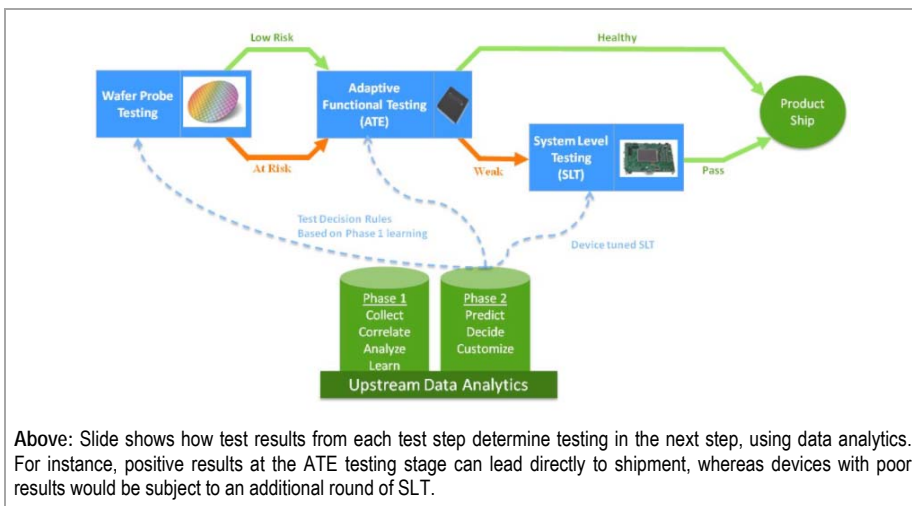 Low Risk
Healthy
Wafer Probe
Testing
Adaptive
Functional Testing
(ATE)
Product
Ship
System Level
Testing
(SLT)
At Risk
Weak
Pass
Test Decision Rules
Based on Phase 1 learning
Device tuned SLT
Phase 1
Collect
Correlate
Analyze
Learn
Phase 2
Predict
Decide
Customize
Upstream Data Analytics
Above: Slide shows how test results from each test step determine testing in the next step, using data analytics.
For instance, positive results at the ATE testing stage can lead directly to shipment, whereas devices with poor
results would be subject to an additional round of SLT.